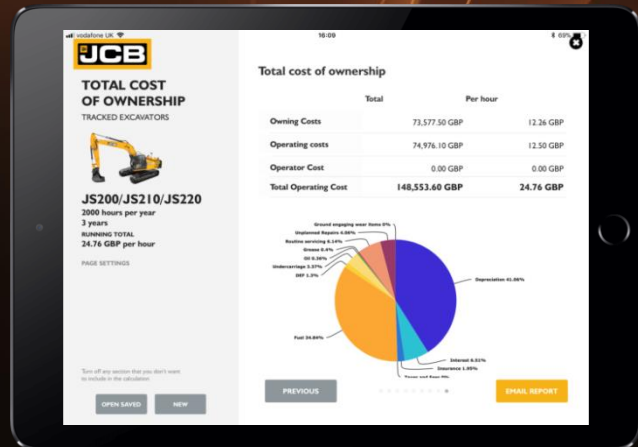 vodafone UK
16:09
69%
JCB
TOTAL COST
OF OWNERSHIP
TRACKED EXCAVATORS
JS200/JS210/JS220
2000 hours per year
3 years
RUNNING TOTAL
24.76 GBP per hour
PAGE SETTINGS
Turn off any section that you don't want
to include in the calculation.
OPEN SAVED
NEW
Total cost of ownership
Total Per hour
Owning Costs 73,577.50 GBP 12.26 GBP
Operating costs 74,976.10 GBP 12.50 GBP
Operator Cost 0.00 GBP 0.00 GBP
Total Operating Cost 148,553.60 GBP 24.76 GBP
Ground engaging wear items 0%
Unplanned Repairs
Routine servicing 6.14%
Grease 0.4%
Oil 0.36%
Undercarriage
DEF 1.5%
Fuel 34.84%
Depreciation 41.06%
Interest 6.51%
Insurance 1.95%
PREVIOUS
EMAIL REPORT